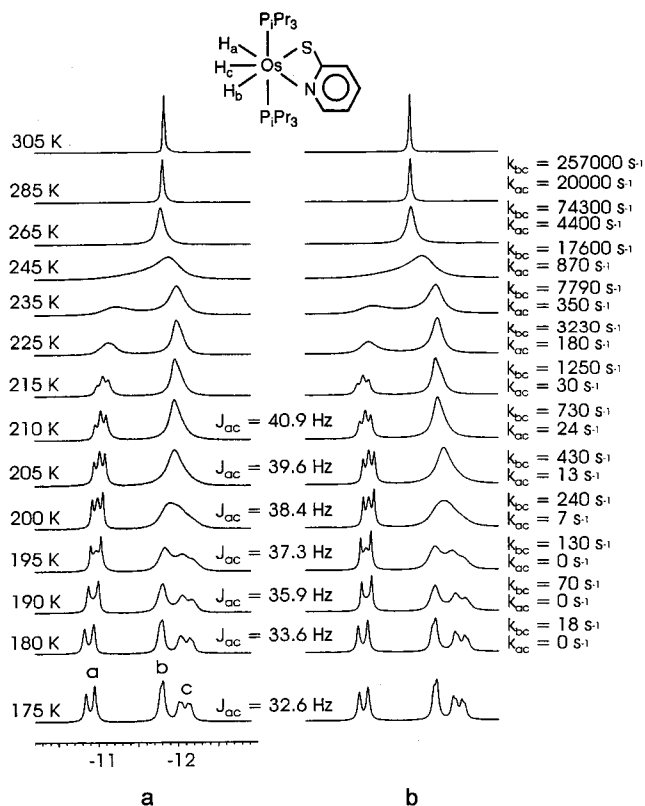 PiPr3
Ha
S
Hc
Os
Hb
N
PiPr3
305 K
285 K
kbc = 257000 s-1
kac = 20000 s-1
265 K
kbc = 74300 s-1
kac = 4400 s-1
245 K
kbc = 17600 s-1
kac = 870 s-1
235 K
kbc = 7790 s-1
kac = 350 s-1
225 K
kbc = 3230 s-1
kac = 180 s-1
215 K
kbc = 1250 s-1
kac = 30 s-1
210 K
Jac = 40.9 Hz
kbc = 730 s-1
kac = 24 s-1
205 K
Jac = 39.6 Hz
kbc = 430 s-1
kac = 13 s-1
200 K
Jac = 38.4 Hz
kbc = 240 s-1
kac = 7 s-1
195 K
Jac = 37.3 Hz
kbc = 130 s-1
kac = 0 s-1
190 K
Jac = 35.9 Hz
kbc = 70 s-1
kac = 0 s-1
180 K
Jac = 33.6 Hz
kbc = 18 s-1
kac = 0 s-1
a
b
c
175 K
Jac = 32.6 Hz
-11
-12
a
b